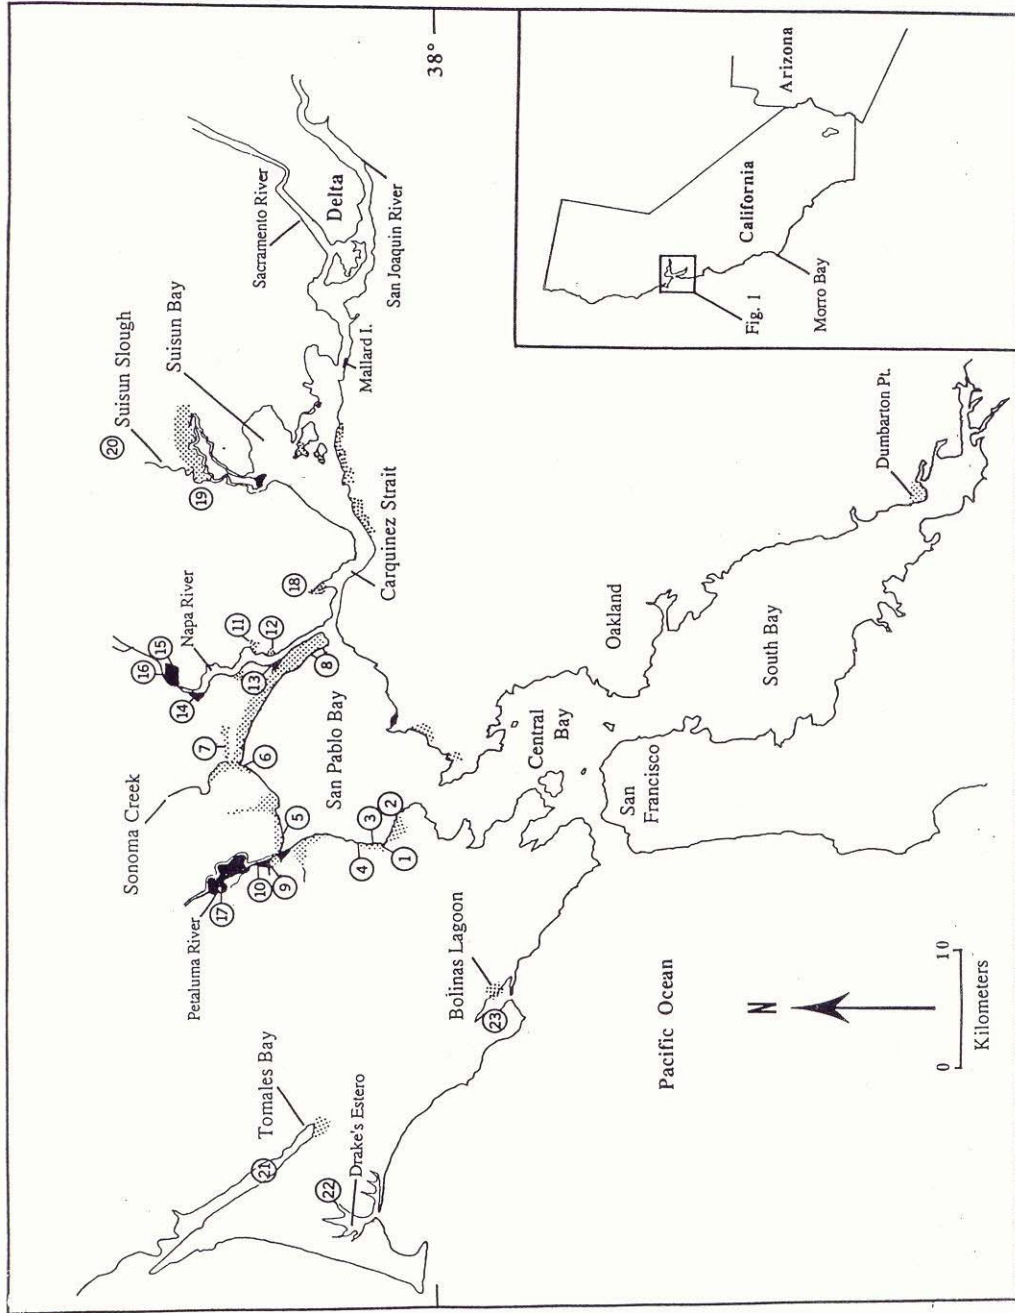 38°
Sacramento River
Delta
San Joaquin River
Suisun Slough
Suisun Bay
Mallard I.
20
19
Carquinez Strait
Napa River
18
11
12
16
15
14
13
8
7
6
Sonoma Creek
San Pablo Bay
5
3
2
4
1
10
9
17
Petaluma River
Tomales Bay
21
22
Drake's Estero
Bolinas Lagoon
23
Central
Bay
Oakland
San
Francisco
South Bay
Dumbarton Pt.
Pacific Ocean
N
0 10
Kilometers
Arizona
California
Fig. 1
Morro Bay